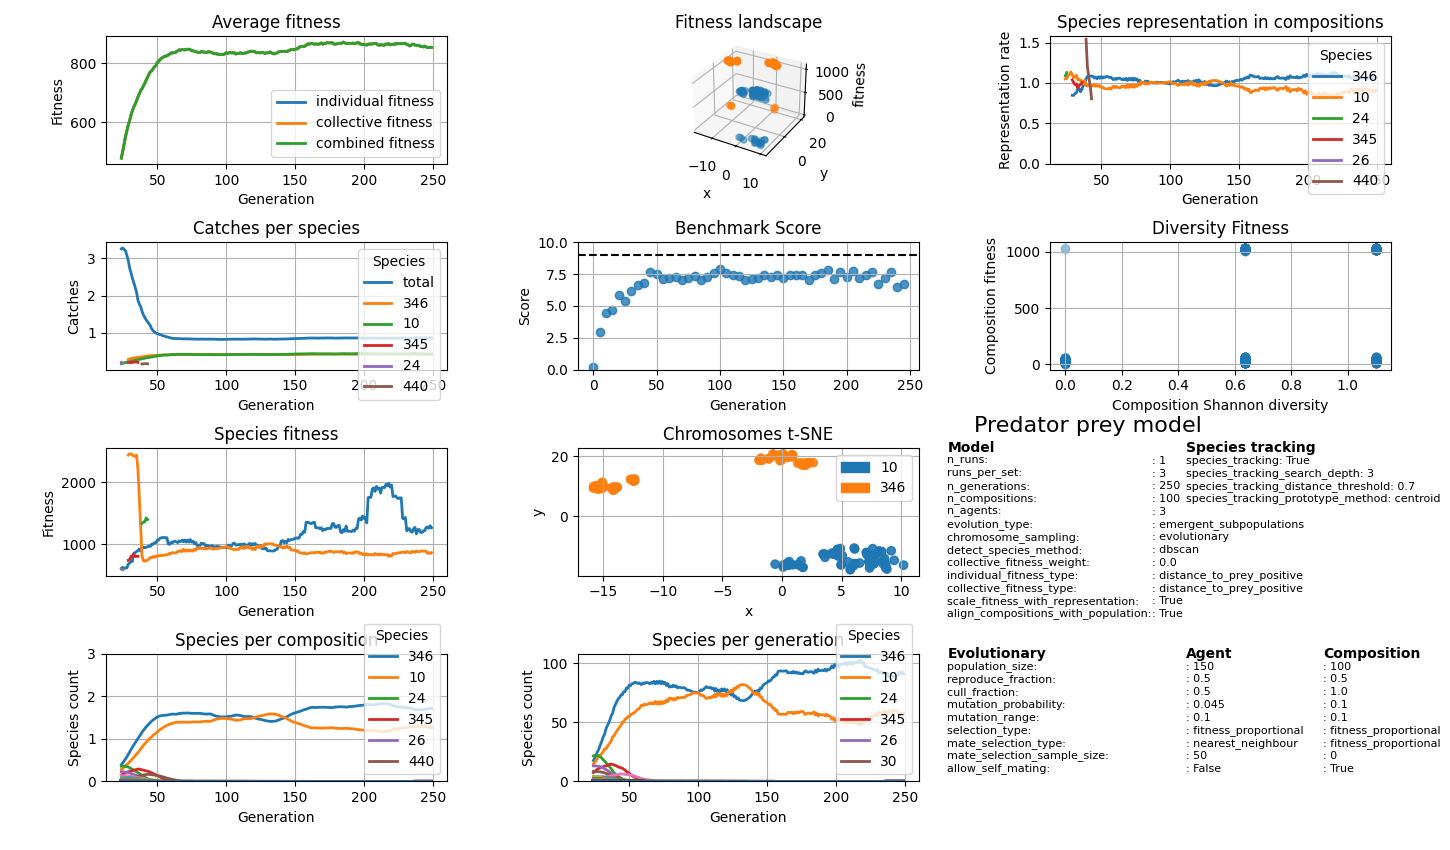 Average fitness
Fitness
800
600
individual fitness
collective fitness
combined fitness
50 100 150 200 250
Generation
Fitness landscape
1000
500
0
fitness
−10 0 10
x
0 20
y
Species representation in compositions
Representation rate
1.5
1.0
0.5
0.0
Species
346
10
24
345
26
440
50 100 150
Generation
Catches per species
Catches
3
2
1
Species
total
346
10
345
24
440
50 100 150 200
Generation
Benchmark Score
Score
10.0
7.5
5.0
2.5
0.0
0 50 100 150 200 250
Generation
Diversity Fitness
Composition fitness
1000
500
0
0.0 0.2 0.4 0.6 0.8 1.0
Composition Shannon diversity
Species fitness
Fitness
2000
1000
50 100 150 200 250
Generation
Chromosomes t-SNE
y
20
0
10
346
−15 −10 −5 0 5 10
x
Predator prey model
Model
n_runs: : 1
runs_per_set: : 3
n_generations: : 250
n_compositions: : 100
n_agents: : 3
evolution_type: : emergent_subpopulations
chromosome_sampling: : evolutionary
detect_species_method: : dbscan
collective_fitness_weight: : 0.0
individual_fitness_type: : distance_to_prey_positive
collective_fitness_type: : distance_to_prey_positive
scale_fitness_with_representation: : True
align_compositions_with_population: : True
Species tracking
species_tracking: True
species_tracking_search_depth: 3
species_tracking_distance_threshold: 0.7
species_tracking_prototype_method: centroid
Species per composition
Species count
3
2
1
0
Species
346
10
24
345
26
440
50 100 150 200 250
Generation
Species per generation
Species count
100
50
0
Species
346
10
24
345
26
30
50 100 150 200 250
Generation
Evolutionary Agent Composition
population_size: : 150 : 100
reproduce_fraction: : 0.5 : 0.5
cull_fraction: : 0.5 : 1.0
mutation_probability: : 0.045 : 0.1
mutation_range: : 0.1 : 0.1
selection_type: : fitness_proportional : fitness_proportional
mate_selection_type: : nearest_neighbour : fitness_proportional
mate_selection_sample_size: : 50 : 0
allow_self_mating: : False : True